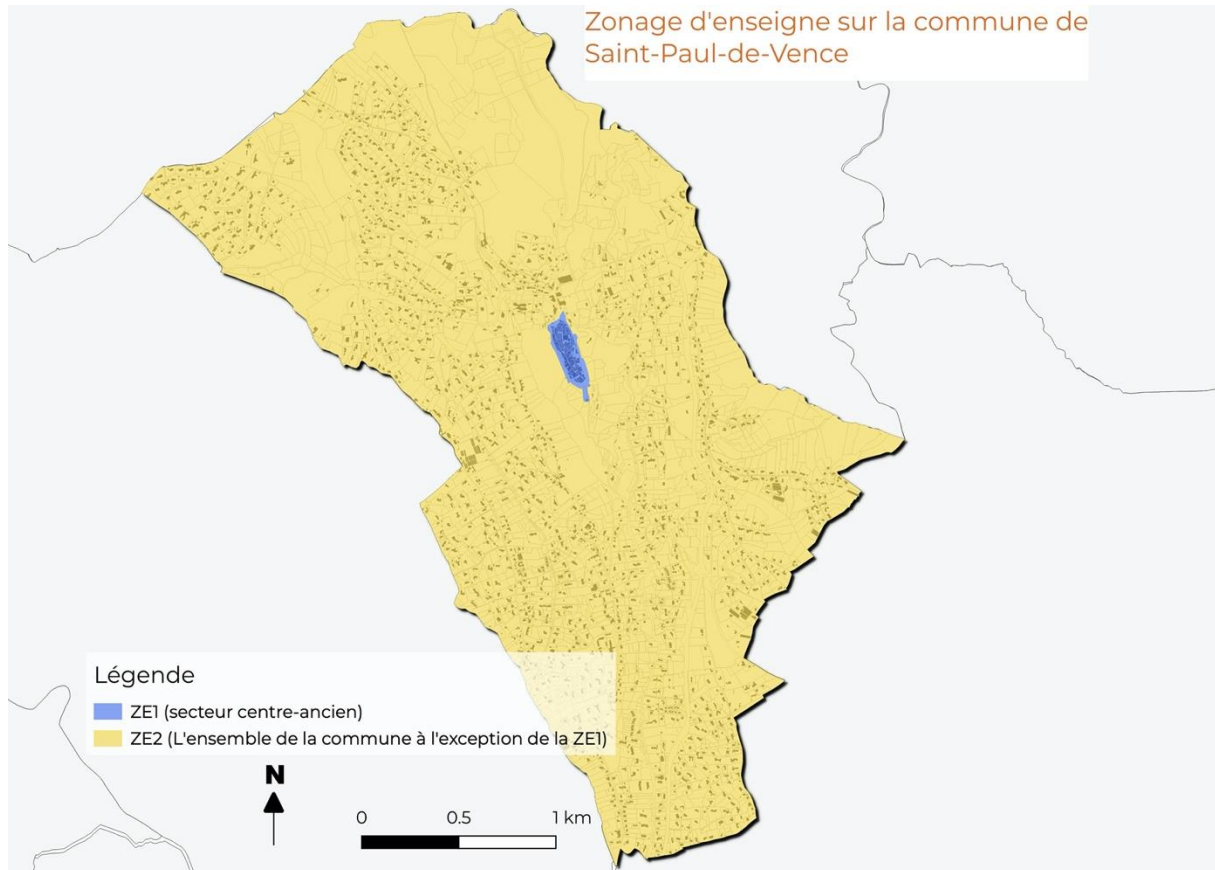 Zonage d'enseigne sur la commune de
Saint-Paul-de-Vence
Légende
ZE1 (secteur centre-ancien)
ZE2 (L'ensemble de la commune à l'exception de la ZE1)
N
0 0.5 1 km